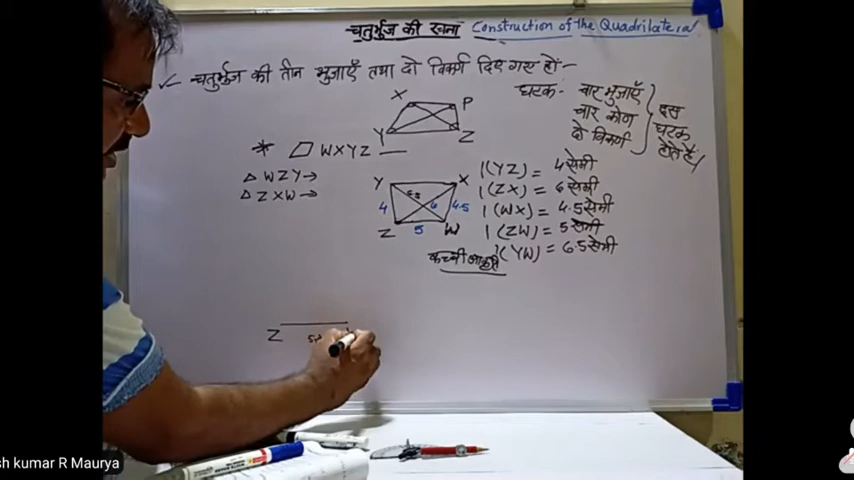 चतुर्भुज की रचना Construction of the Quadrilateral
चतुर्भुज की तीन भुजाएँ तथा दो विकर्ण दिए गए हों -
घटक - चार भुजाएँ
चार कोण
दो विकर्ण
दस
घटक
होते है।
X P
Y Z
* ▱ WXYZ —
△ WZY →
△ ZXW →
Y X
4 6.5 6 4.5
Z 5 W
कच्ची आकृति
l(YZ) = 4 सेमी
l(ZX) = 6 सेमी
l(WX) = 4.5 सेमी
l(ZW) = 5 सेमी
l(YW) = 6.5 सेमी
Z
sh kumar R Maurya